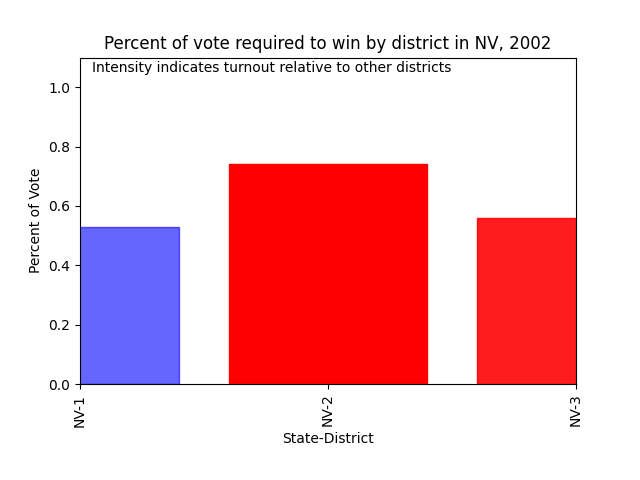 Percent of vote required to win by district in NV, 2002
Intensity indicates turnout relative to other districts
1.0
0.8
0.6
0.4
0.2
0.0
Percent of Vote
NV-1
NV-2
NV-3
State-District